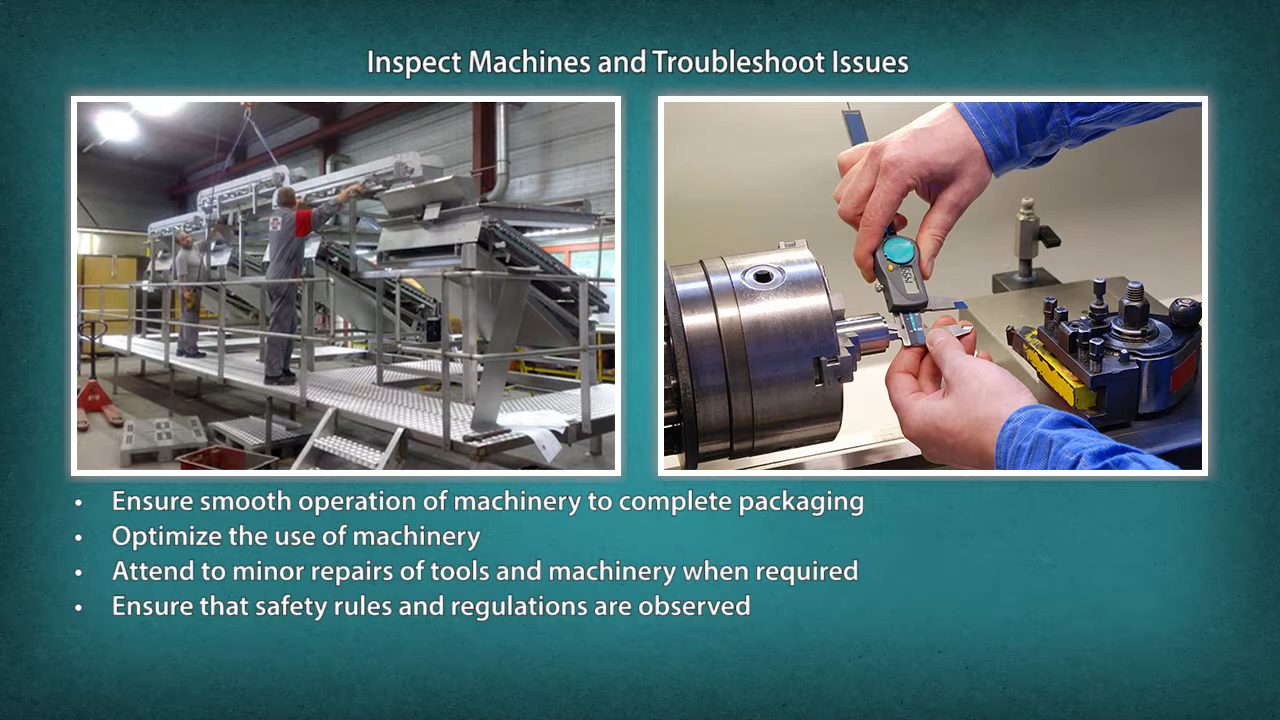 Inspect Machines and Troubleshoot Issues
• Ensure smooth operation of machinery to complete packaging
• Optimize the use of machinery
• Attend to minor repairs of tools and machinery when required
• Ensure that safety rules and regulations are observed